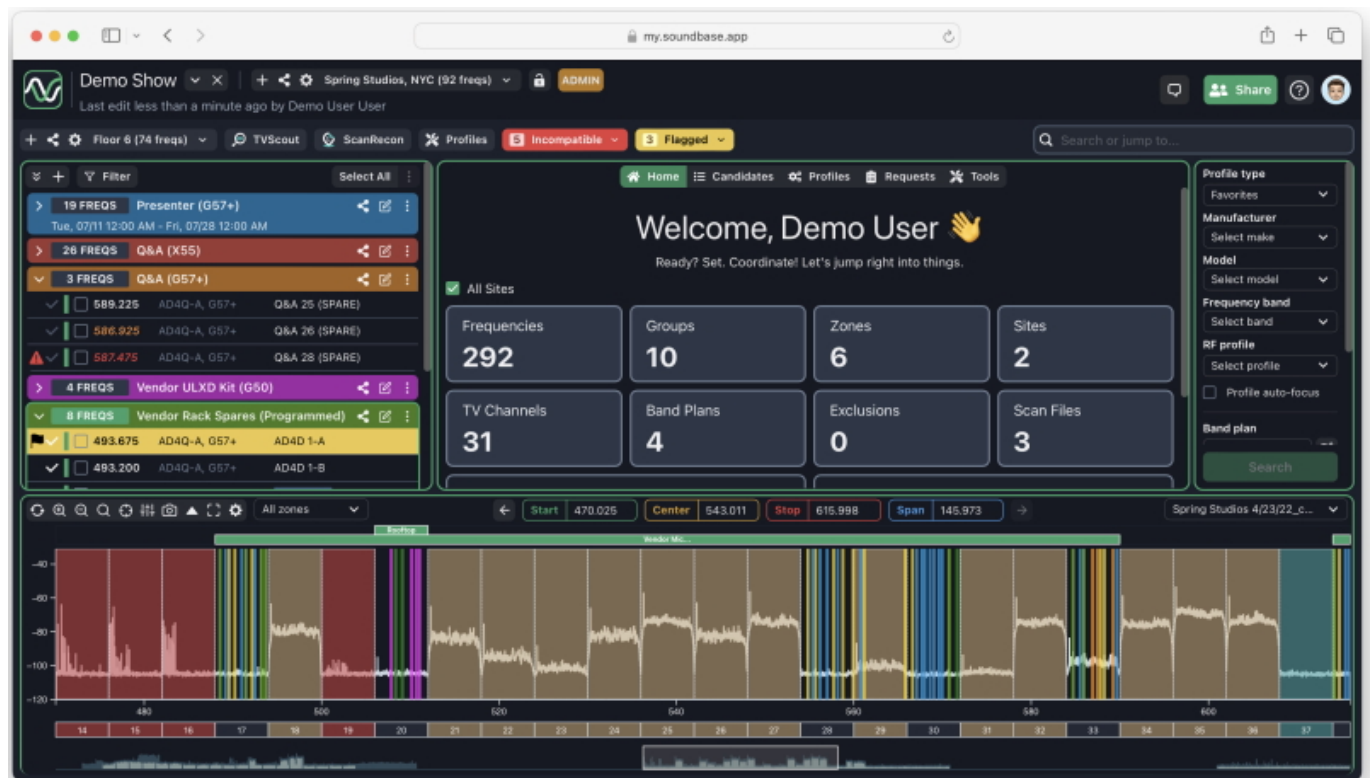 my.soundbase.app
Demo Show
Spring Studios, NYC (92 freqs)
ADMIN
Share
Last edit less than a minute ago by Demo User User
Floor 6 (74 freqs)
TVScout
ScanRecon
Profiles
5 Incompatible
3 Flagged
Search or jump to...
Filter
Select All
19 FREQS Presenter (G57+)
Tue, 07/11 12:00 AM - Fri, 07/28 12:00 AM
26 FREQS Q&A (X55)
3 FREQS Q&A (G57+)
589.225 AD4Q-A, G57+ Q&A 25 (SPARE)
586.925 AD4Q-A, G57+ Q&A 26 (SPARE)
587.475 AD4Q-A, G57+ Q&A 28 (SPARE)
4 FREQS Vendor ULXD Kit (G50)
8 FREQS Vendor Rack Spares (Programmed)
493.675 AD4Q-A, G57+ AD4D 1-A
493.200 AD4Q-A, G57+ AD4D 1-B
Home Candidates Profiles Requests Tools
Welcome, Demo User 👋
Ready? Set. Coordinate! Let's jump right into things.
All Sites
Frequencies Groups Zones Sites
292 10 6 2
TV Channels Band Plans Exclusions Scan Files
31 4 0 3
Profile type
Favorites
Manufacturer
Select make
Model
Select model
Frequency band
Select band
RF profile
Select profile
Profile auto-focus
Band plan
Search
All zones
Start 470.025 Center 543.011 Stop 615.998 Span 145.973
Spring Studios 4/23/22_c...
Rooftop
Vendor Mic...
-40
-60
-80
-100
-120
480 500 520 540 560 580 600
14 15 16 17 18 19 20 21 22 23 24 25 26 27 28 29 30 31 32 33 34 35 36 37